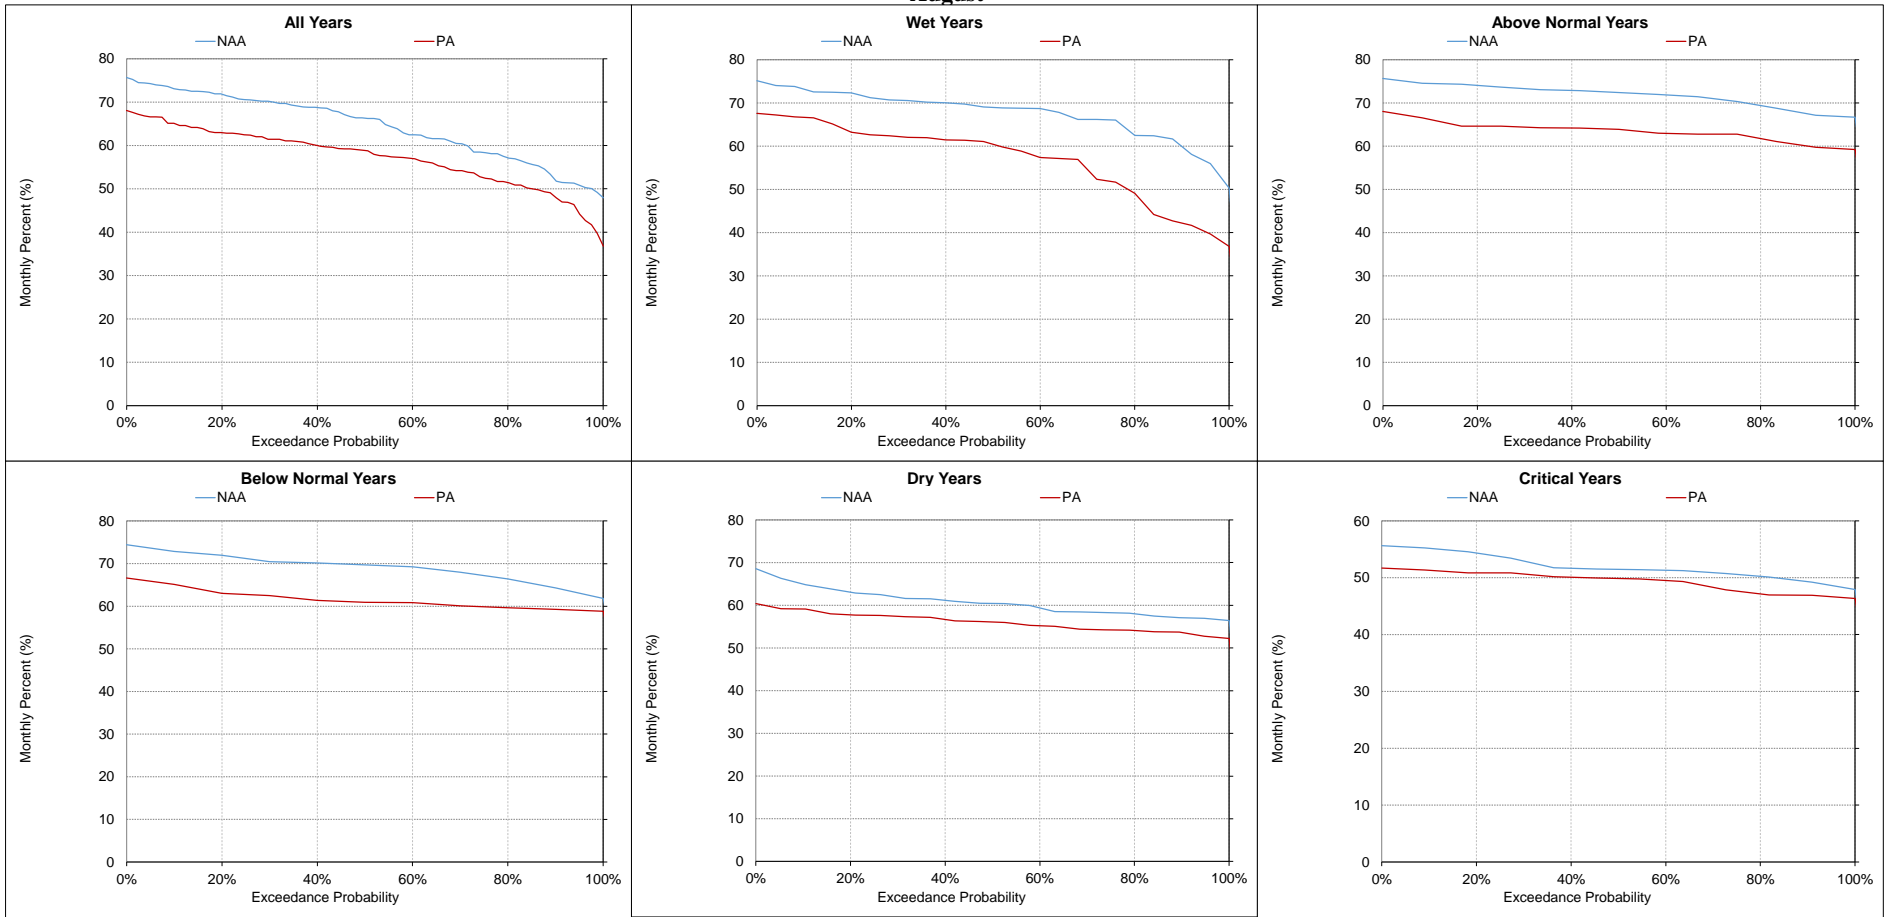 August
All Years
NAA PA
80
70
60
50
40
30
20
10
0
0% 20% 40% 60% 80% 100%
Monthly Percent (%)
Exceedance Probability
Wet Years
NAA PA
80
70
60
50
40
30
20
10
0
0% 20% 40% 60% 80% 100%
Monthly Percent (%)
Exceedance Probability
Above Normal Years
NAA PA
80
70
60
50
40
30
20
10
0
0% 20% 40% 60% 80% 100%
Monthly Percent (%)
Exceedance Probability
Below Normal Years
NAA PA
80
70
60
50
40
30
20
10
0
0% 20% 40% 60% 80% 100%
Monthly Percent (%)
Exceedance Probability
Dry Years
NAA PA
80
70
60
50
40
30
20
10
0
0% 20% 40% 60% 80% 100%
Monthly Percent (%)
Exceedance Probability
Critical Years
NAA PA
60
50
40
30
20
10
0
0% 20% 40% 60% 80% 100%
Monthly Percent (%)
Exceedance Probability